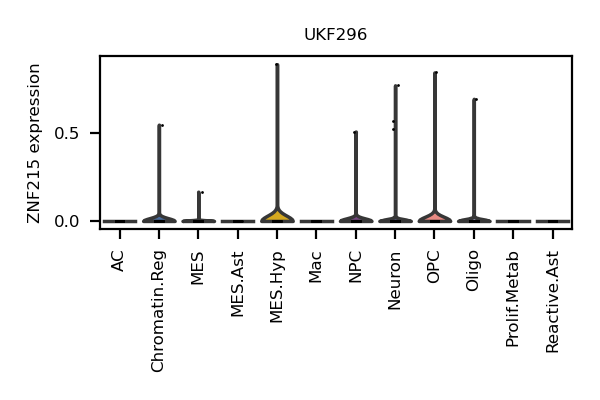 UKF296
ZNF215 expression
0.5
0.0
AC
Chromatin.Reg
MES
MES.Ast
MES.Hyp
Mac
NPC
Neuron
OPC
Oligo
Prolif.Metab
Reactive.Ast